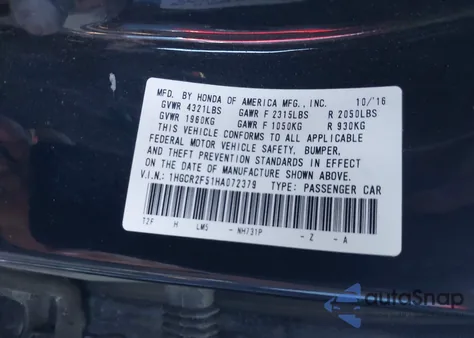 MFD. BY HONDA OF AMERICA MFG., INC. 10/'16
GVWR 4321LBS GAWR F 2315LBS R 2050LBS
GVWR 1960KG GAWR F 1050KG R 930KG
THIS VEHICLE CONFORMS TO ALL APPLICABLE
FEDERAL MOTOR VEHICLE SAFETY, BUMPER,
AND THEFT PREVENTION STANDARDS IN EFFECT
ON THE DATE OF MANUFACTURE SHOWN ABOVE.
V.I.N.: 1HGCR2F51HA072379 TYPE: PASSENGER CAR
T2F H LM5 - NH731P - Z - A
autoSnap